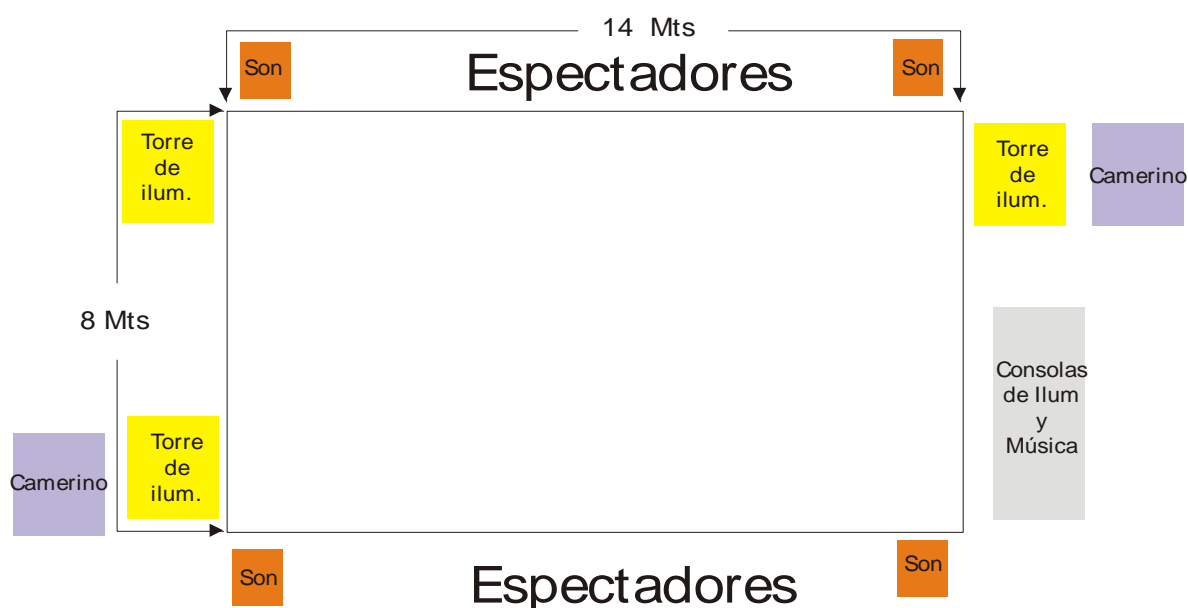 14 Mts
Son
Espectadores
Son
Torre
de
ilum.
Torre
de
ilum.
Camerino
8 Mts
Consolas
de Ilum
y
Música
Camerino
Torre
de
ilum.
Son
Espectadores
Son